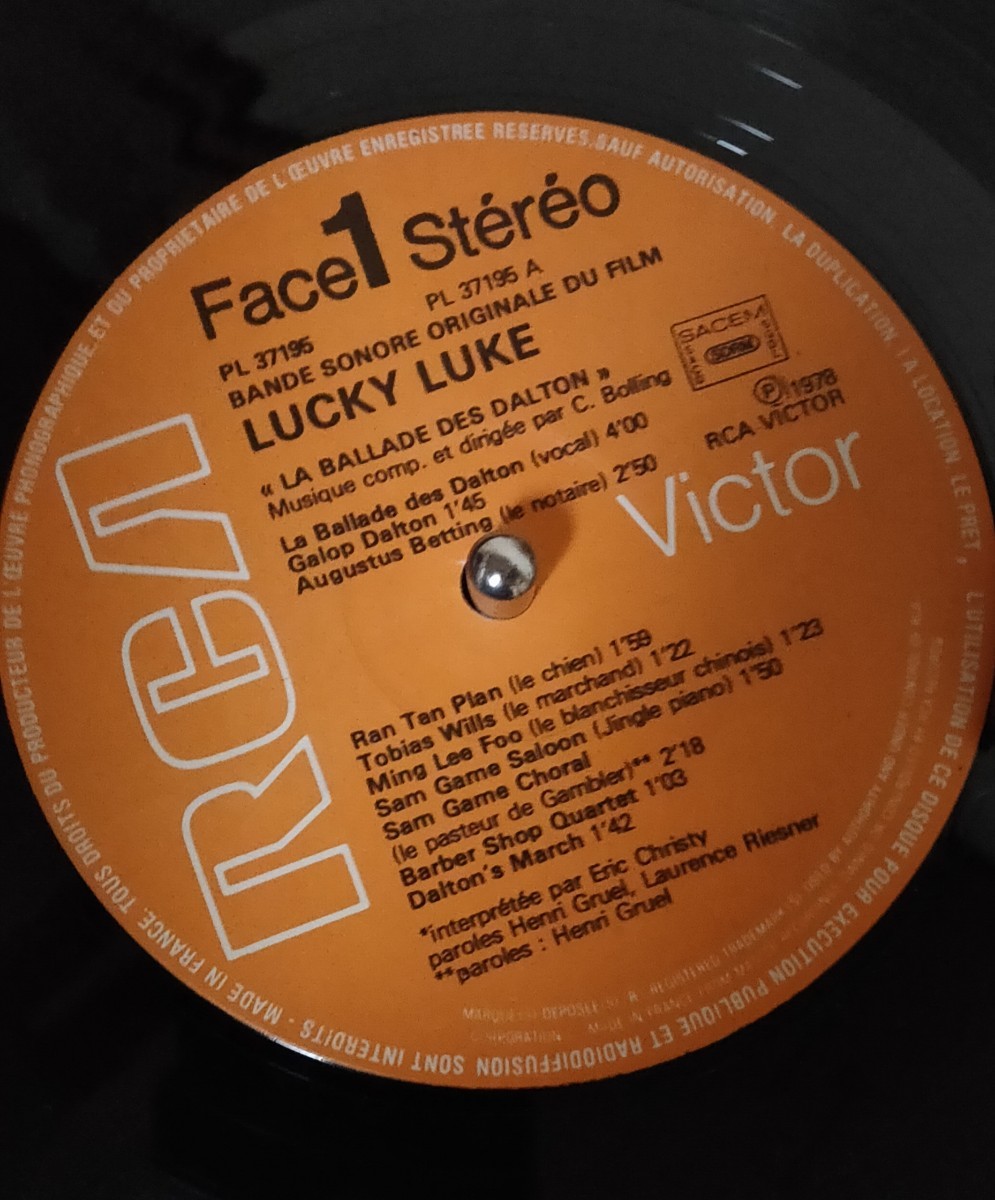 Face 1 Stéréo
PL 37195 PL 37195 A
BANDE SONORE ORIGINALE DU FILM
LUCKY LUKE
« LA BALLADE DES DALTON »
Musique comp. et dirigée par C. Bolling
La Ballade des Dalton (vocal) 4'00
Galop Dalton 1'45
Augustus Betting (le notaire) 2'50
SACEM
SDRM
℗ 1978
RCA VICTOR
Victor
RCA
Ran Tan Plan (le chien) 1'59
Tobias Wills (le marchand) 1'22
Ming Lee Foo (le blanchisseur chinois) 1'23
Sam Game Saloon (Jingle piano) 1'50
Sam Game Choral
(le pasteur de Gambler)** 2'18
Barber Shop Quartet 1'03
Dalton's March 1'42
*interprétée par Eric Christy
paroles Henri Gruel, Laurence Riesner
**paroles : Henri Gruel
MADE IN FRANCE. TOUS DROITS DU PRODUCTEUR DE L'ŒUVRE PHONOGRAPHIQUE ET DU PROPRIETAIRE DE L'ŒUVRE ENREGISTREE RESERVES. SAUF AUTORISATION, LA DUPLICATION, LA LOCATION, LE PRET, L'UTILISATION DE CE DISQUE POUR EXECUTION PUBLIQUE ET RADIODIFFUSION SONT INTERDITS -